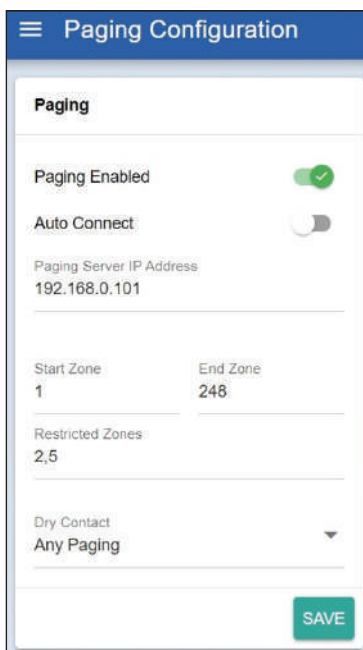 Paging Configuration
Paging
Paging Enabled
Auto Connect
Paging Server IP Address
192.168.0.101
Start Zone End Zone
1 248
Restricted Zones
2,5
Dry Contact
Any Paging
SAVE